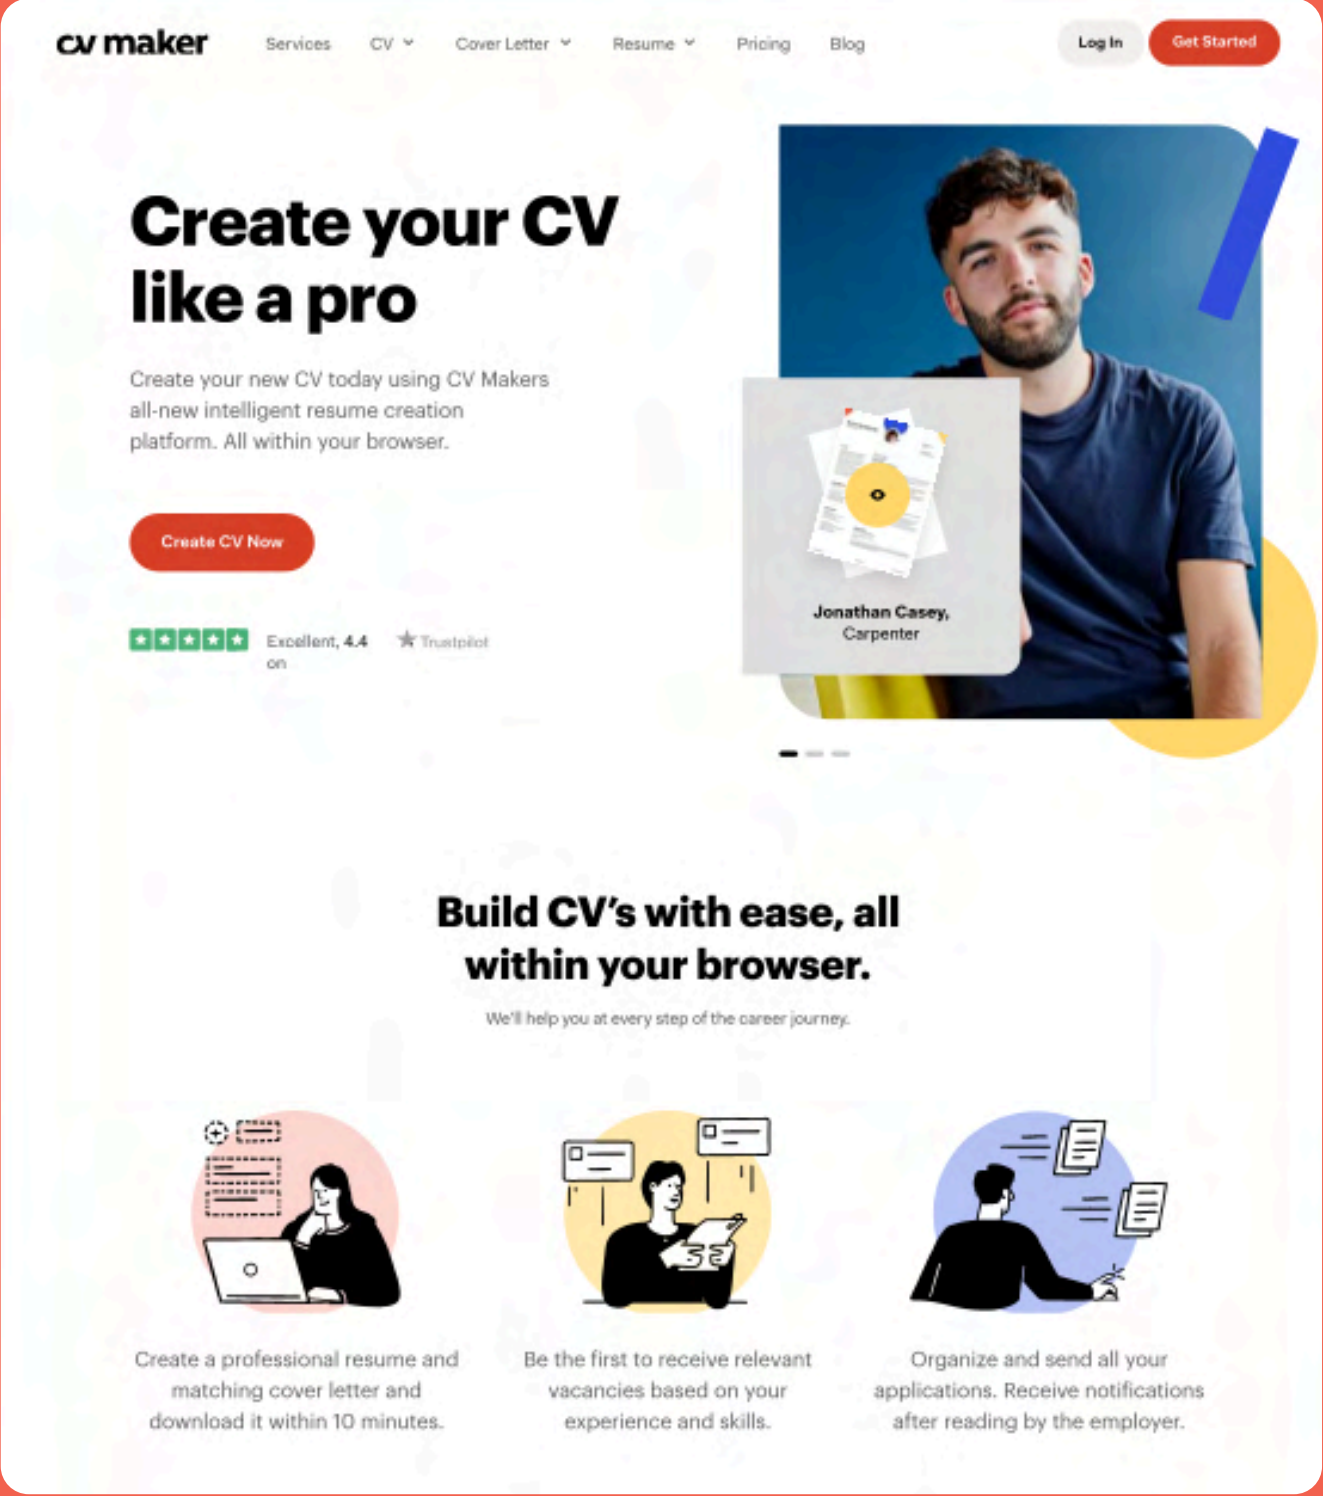 cv maker
Services
CV
Cover Letter
Resume
Pricing
Blog
Log In
Get Started
Create your CV
like a pro
Create your new CV today using CV Makers
all-new intelligent resume creation
platform. All within your browser.
Create CV Now
Excellent, 4.4
on
Trustpilot
Jonathan Casey,
Carpenter
Build CV's with ease, all
within your browser.
We'll help you at every step of the career journey.
Create a professional resume and
matching cover letter and
download it within 10 minutes.
Be the first to receive relevant
vacancies based on your
experience and skills.
Organize and send all your
applications. Receive notifications
after reading by the employer.